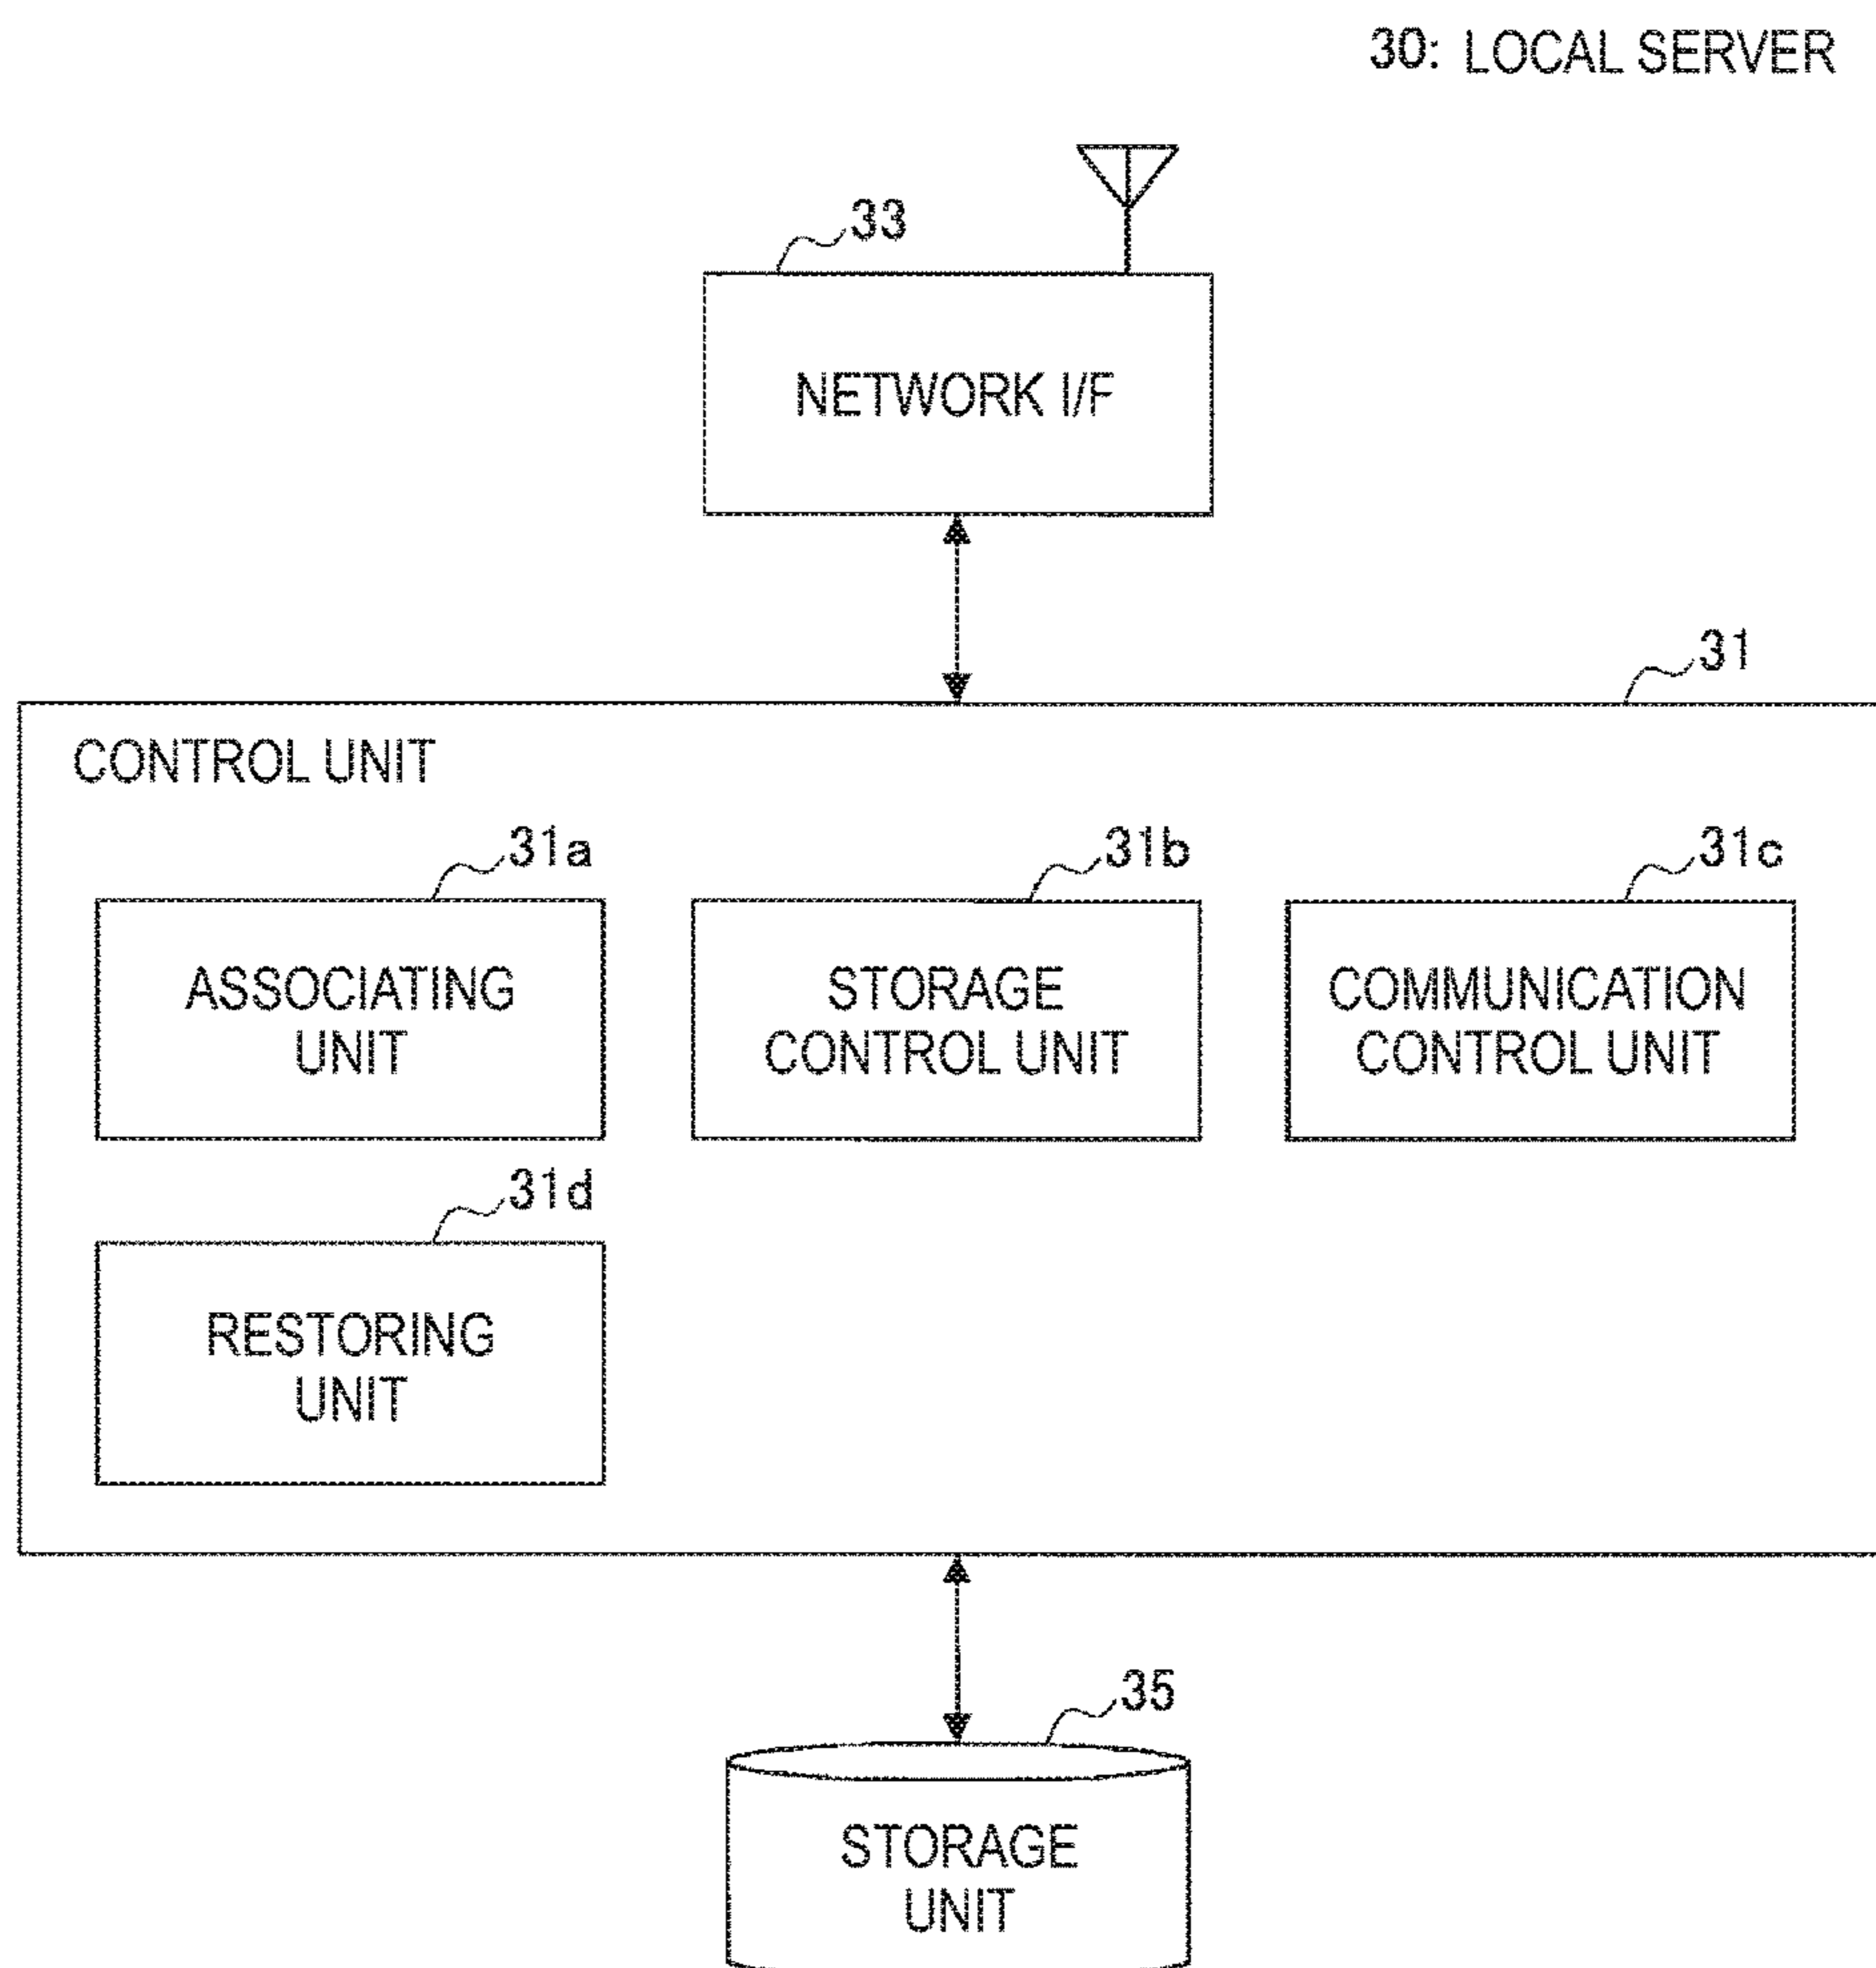 30: LOCAL SERVER
33
NETWORK I/F
31
CONTROL UNIT
31a
31b
31c
ASSOCIATING
UNIT
STORAGE
CONTROL UNIT
COMMUNICATION
CONTROL UNIT
31d
RESTORING
UNIT
35
STORAGE
UNIT